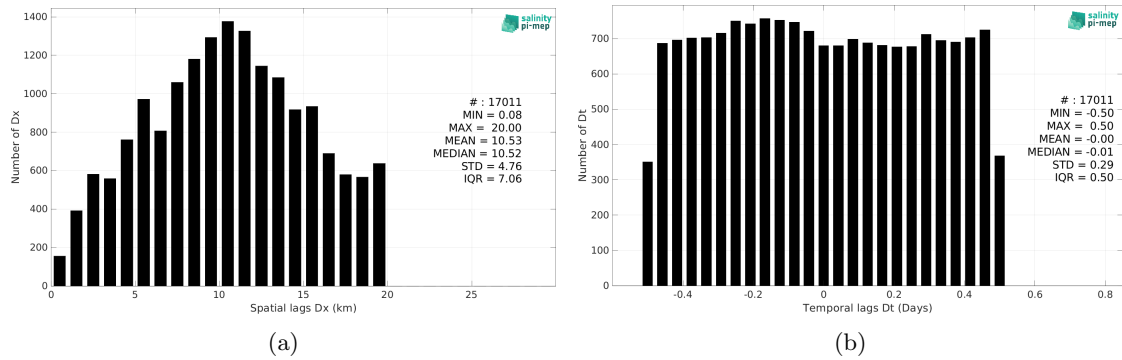 salinity
pi-mep
1400
1200
1000
800
600
400
200
0
Number of Dx
# : 17011
MIN = 0.08
MAX = 20.00
MEAN = 10.53
MEDIAN = 10.52
STD = 4.76
IQR = 7.06
0 5 10 15 20 25
Spatial lags Dx (km)
(a)
salinity
pi-mep
700
600
500
400
300
200
100
0
Number of Dt
# : 17011
MIN = -0.50
MAX = 0.50
MEAN = -0.00
MEDIAN = -0.01
STD = 0.29
IQR = 0.50
-0.4 -0.2 0 0.2 0.4 0.6 0.8
Temporal lags Dt (Days)
(b)